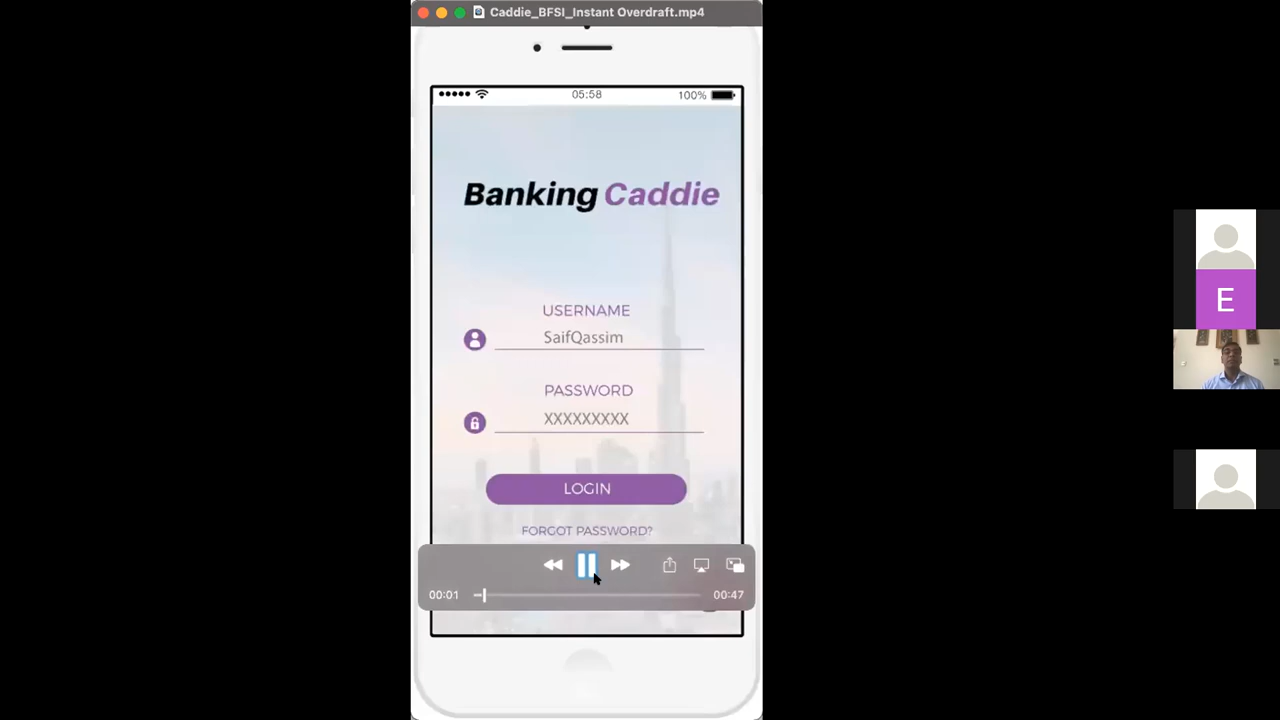 Caddie_BFSI_Instant Overdraft.mp4
05:58
100%
Banking Caddie
USERNAME
SaifQassim
PASSWORD
XXXXXXXXX
LOGIN
FORGOT PASSWORD?
00:01
00:47
E